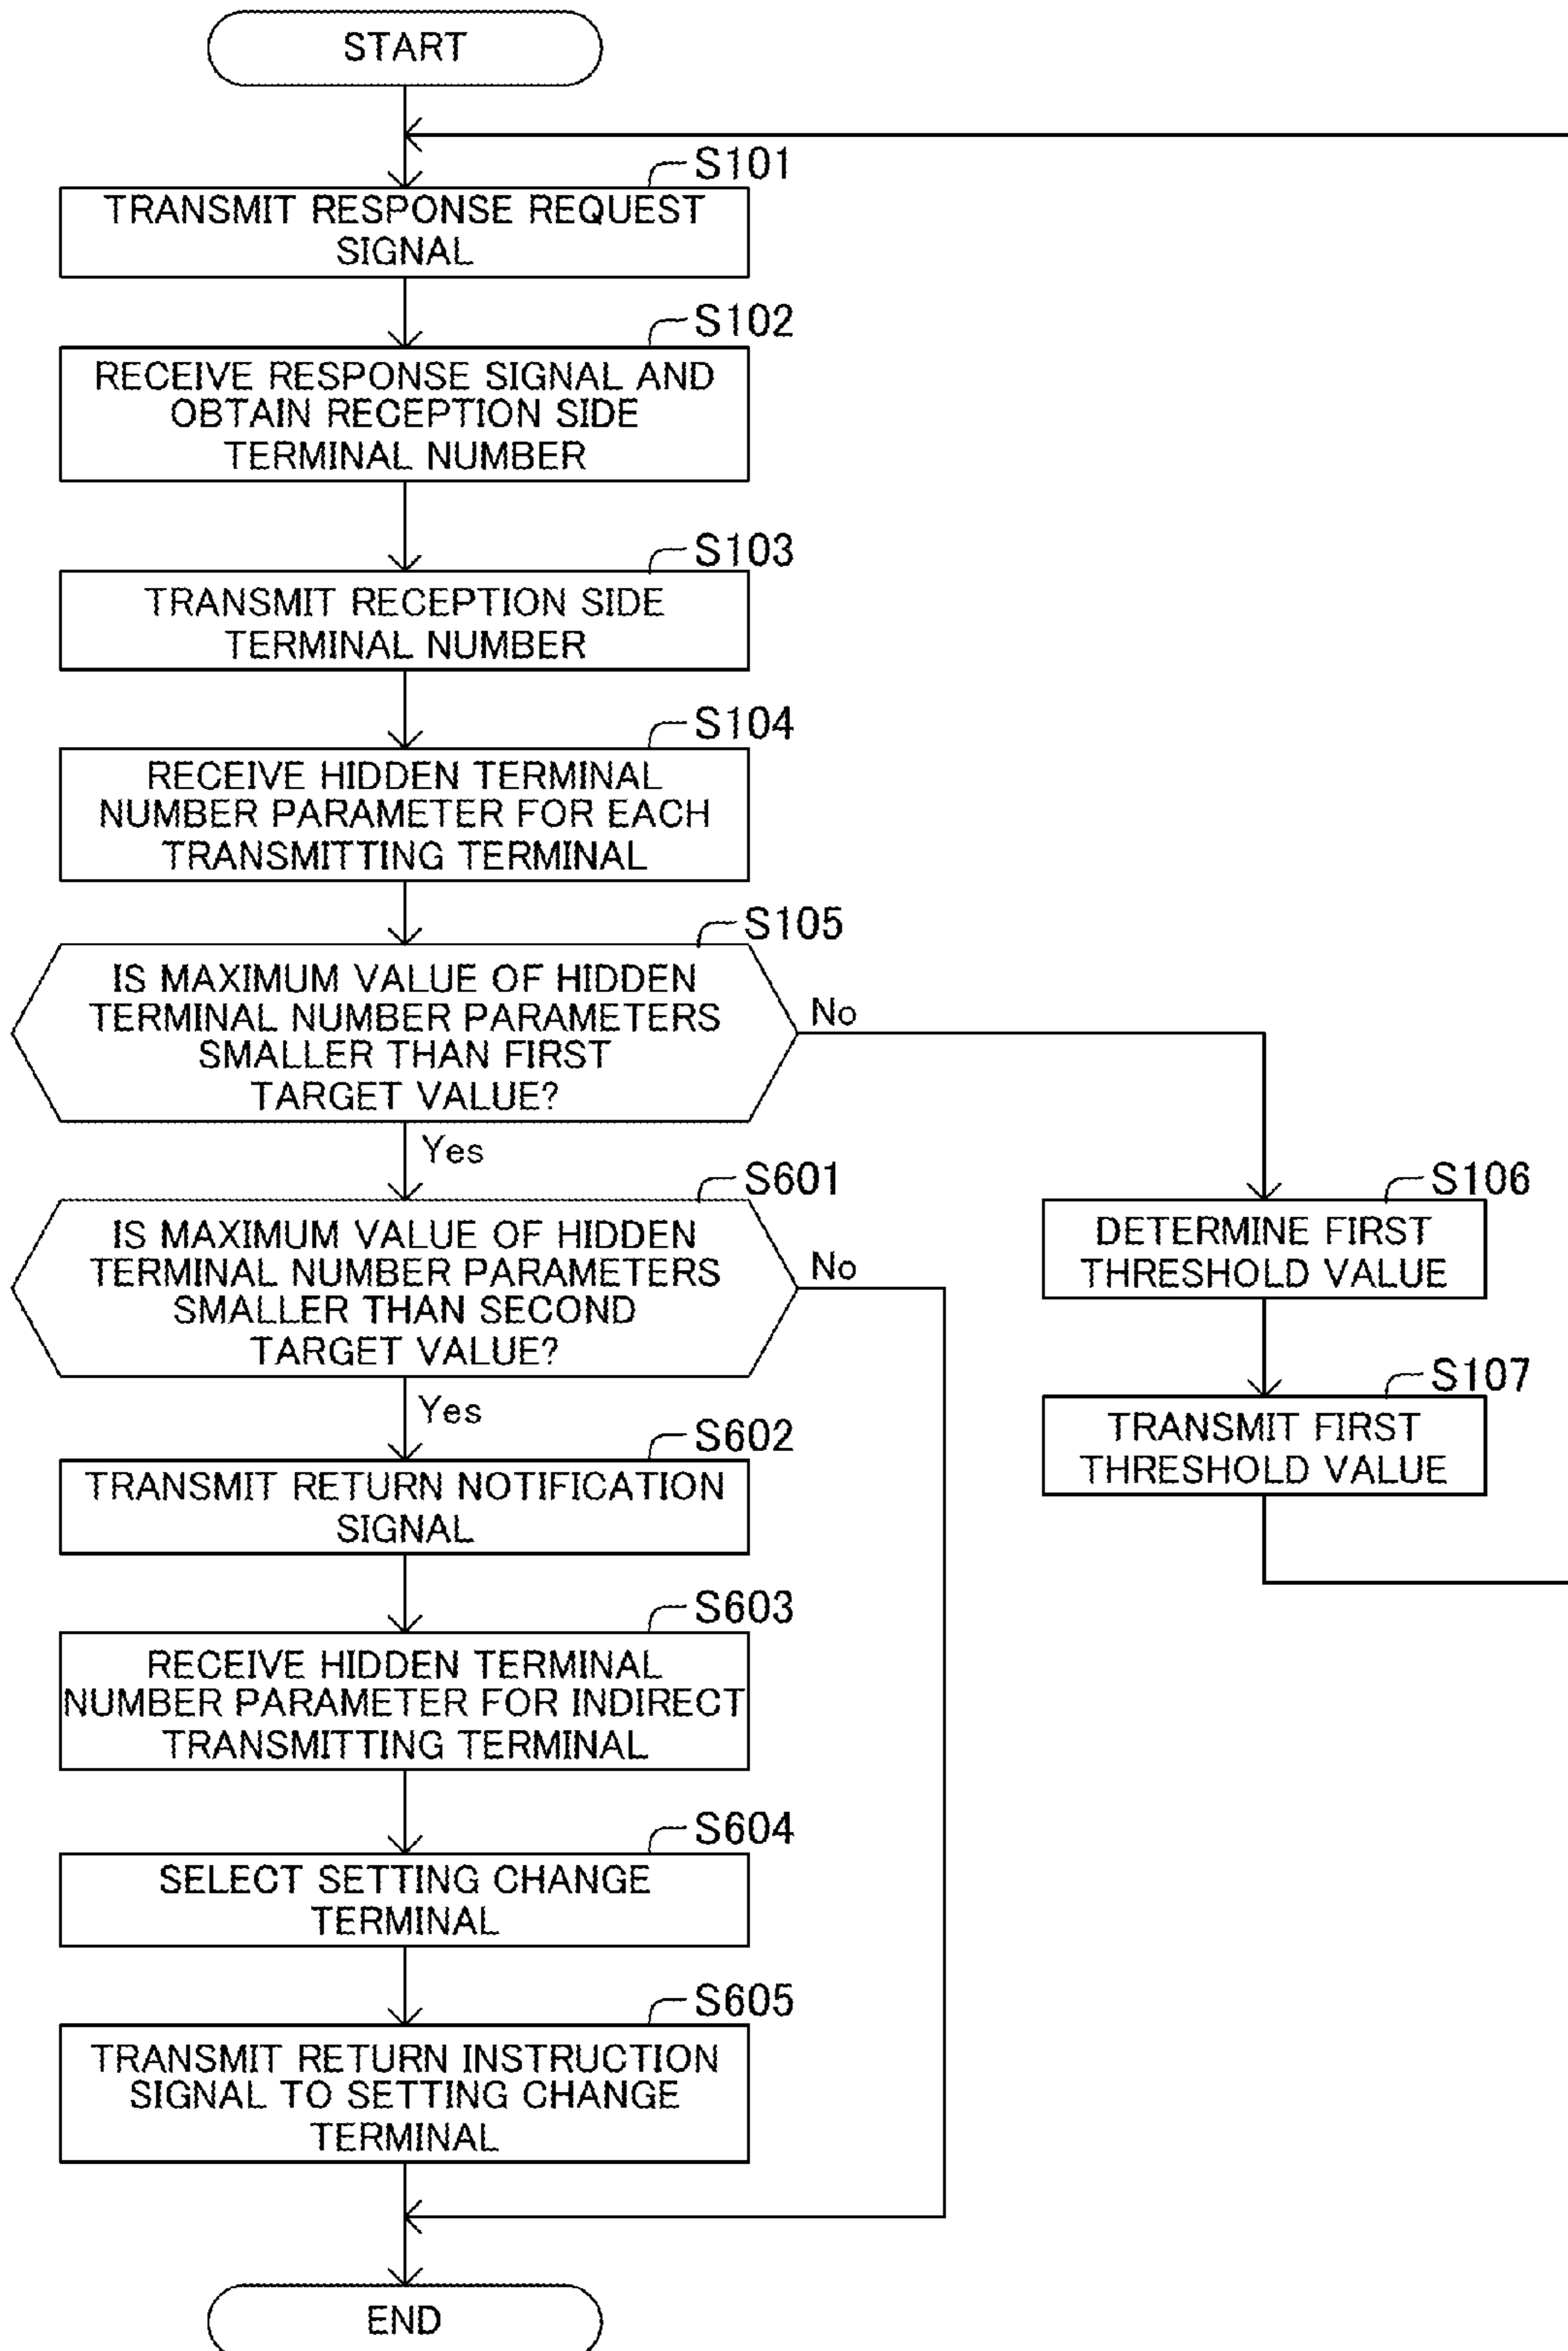 START
S101
TRANSMIT RESPONSE REQUEST
SIGNAL
S102
RECEIVE RESPONSE SIGNAL AND
OBTAIN RECEPTION SIDE
TERMINAL NUMBER
S103
TRANSMIT RECEPTION SIDE
TERMINAL NUMBER
S104
RECEIVE HIDDEN TERMINAL
NUMBER PARAMETER FOR EACH
TRANSMITTING TERMINAL
S105
IS MAXIMUM VALUE OF HIDDEN
TERMINAL NUMBER PARAMETERS
SMALLER THAN FIRST
TARGET VALUE?
No
Yes
S106
DETERMINE FIRST
THRESHOLD VALUE
S107
TRANSMIT FIRST
THRESHOLD VALUE
S601
IS MAXIMUM VALUE OF HIDDEN
TERMINAL NUMBER PARAMETERS
SMALLER THAN SECOND
TARGET VALUE?
No
Yes
S602
TRANSMIT RETURN NOTIFICATION
SIGNAL
S603
RECEIVE HIDDEN TERMINAL
NUMBER PARAMETER FOR INDIRECT
TRANSMITTING TERMINAL
S604
SELECT SETTING CHANGE
TERMINAL
S605
TRANSMIT RETURN INSTRUCTION
SIGNAL TO SETTING CHANGE
TERMINAL
END